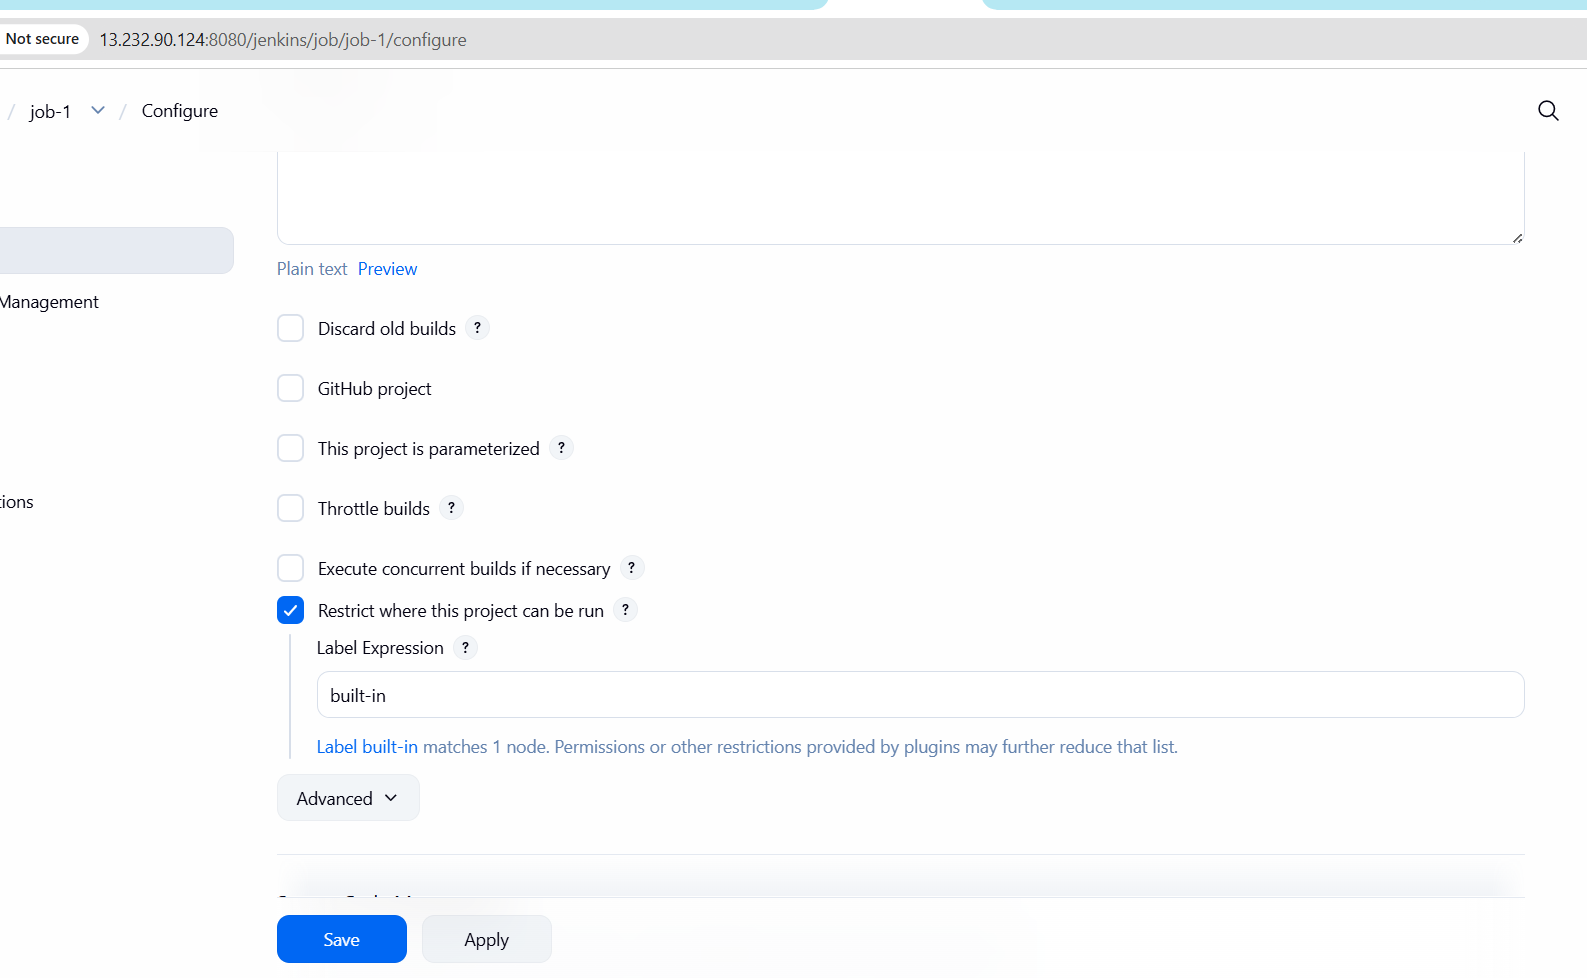 Not secure 13.232.90.124:8080/jenkins/job/job-1/configure
/ job-1 / Configure
Plain text Preview
Management
Discard old builds ?
GitHub project
This project is parameterized ?
tions
Throttle builds ?
Execute concurrent builds if necessary ?
Restrict where this project can be run ?
Label Expression ?
built-in
Label built-in matches 1 node. Permissions or other restrictions provided by plugins may further reduce that list.
Advanced
Save Apply